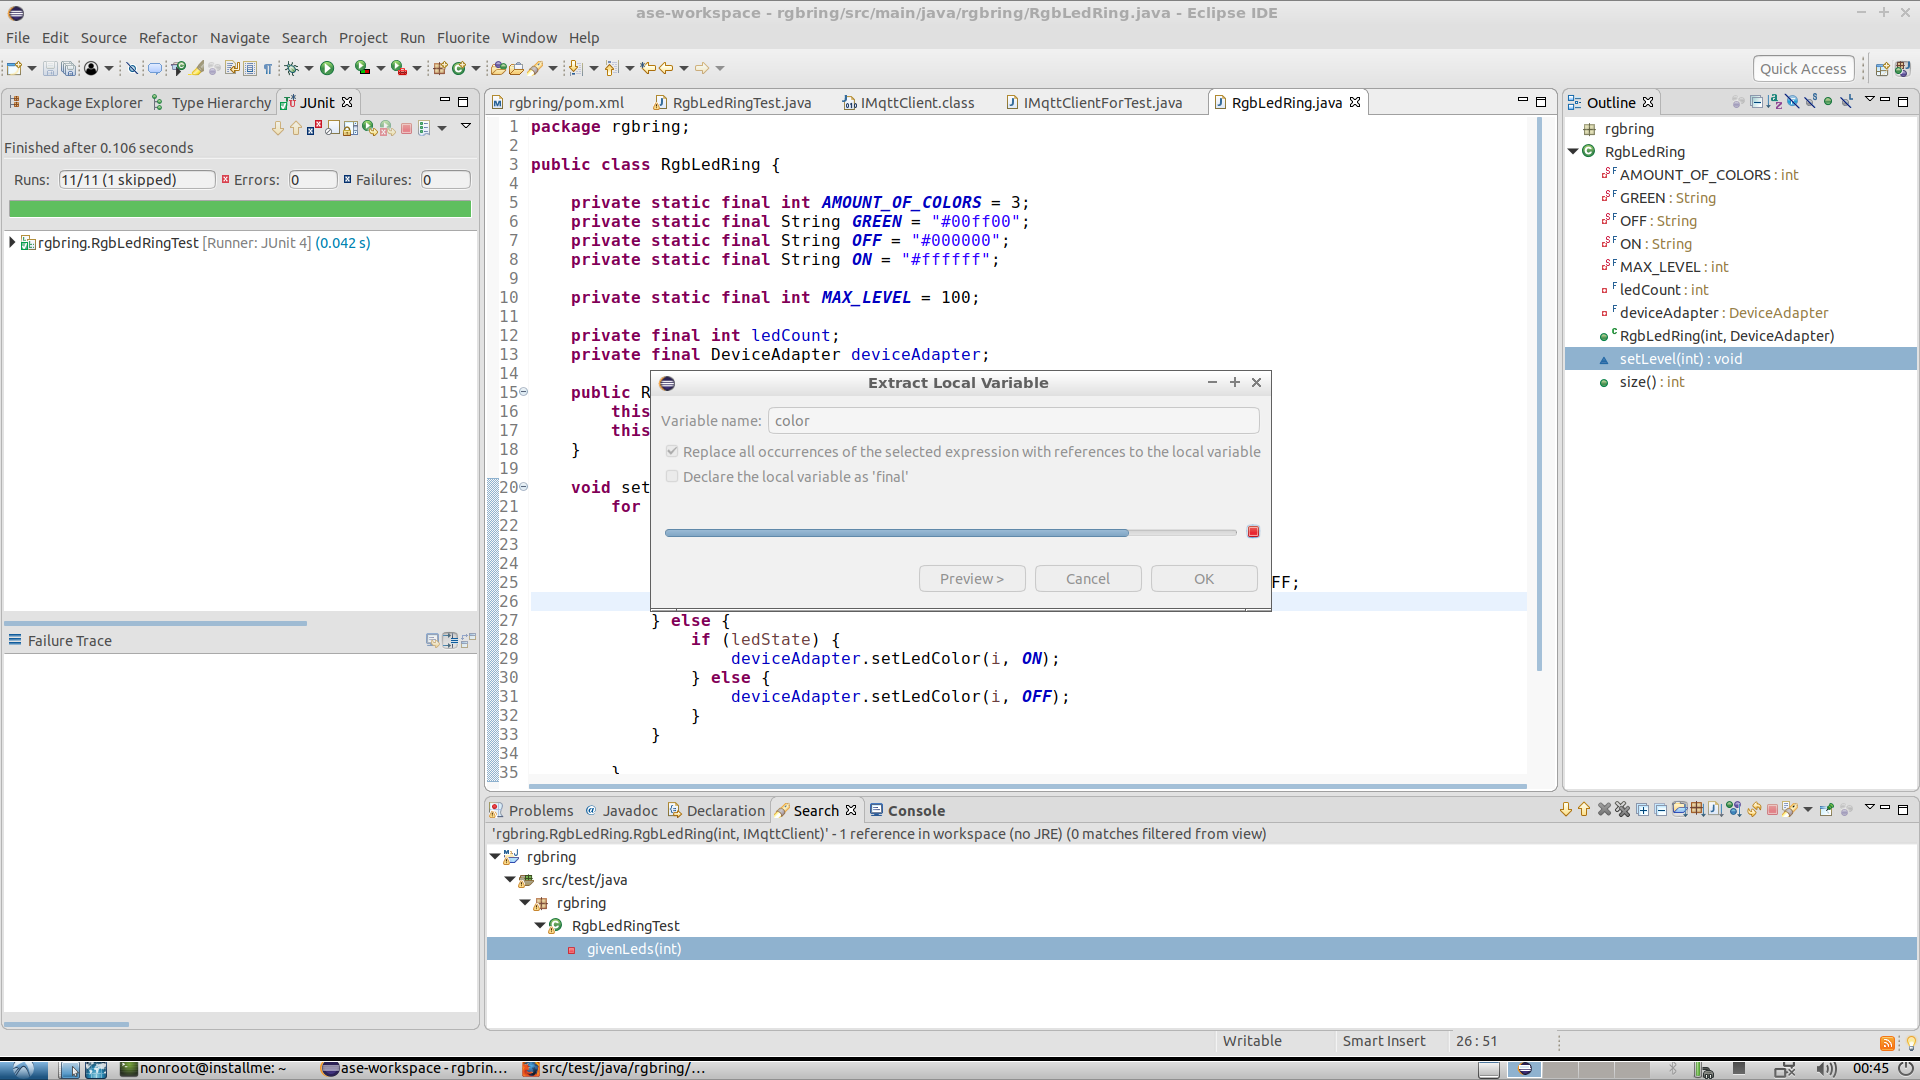 ase-workspace - rgbring/src/main/java/rgbring/RgbLedRing.java - Eclipse IDE
File Edit Source Refactor Navigate Search Project Run Fluorite Window Help
Quick Access
Package Explorer Type Hierarchy JUnit
Finished after 0.106 seconds
Runs: 11/11 (1 skipped) Errors: 0 Failures: 0
rgbring.RgbLedRingTest [Runner: JUnit 4] (0.042 s)
Failure Trace
rgbring/pom.xml RgbLedRingTest.java IMqttClient.class IMqttClientForTest.java RgbLedRing.java
1 package rgbring;
2
3 public class RgbLedRing {
4
5 private static final int AMOUNT_OF_COLORS = 3;
6 private static final String GREEN = "#00ff00";
7 private static final String OFF = "#000000";
8 private static final String ON = "#ffffff";
9
10 private static final int MAX_LEVEL = 100;
11
12 private final int ledCount;
13 private final DeviceAdapter deviceAdapter;
14
15 public R
16 this
17 this
18 }
19
20 void set
21 for
22
23
24
25 FF;
26
27 } else {
28 if (ledState) {
29 deviceAdapter.setLedColor(i, ON);
30 } else {
31 deviceAdapter.setLedColor(i, OFF);
32 }
33 }
34
35 }
Extract Local Variable
Variable name: color
Replace all occurrences of the selected expression with references to the local variable
Declare the local variable as 'final'
Preview > Cancel OK
Outline
rgbring
RgbLedRing
AMOUNT_OF_COLORS : int
GREEN : String
OFF : String
ON : String
MAX_LEVEL : int
ledCount : int
deviceAdapter : DeviceAdapter
RgbLedRing(int, DeviceAdapter)
setLevel(int) : void
size() : int
Problems Javadoc Declaration Search Console
'rgbring.RgbLedRing.RgbLedRing(int, IMqttClient)' - 1 reference in workspace (no JRE) (0 matches filtered from view)
rgbring
src/test/java
rgbring
RgbLedRingTest
givenLeds(int)
Writable Smart Insert 26 : 51
nonroot@installme: ~ ase-workspace - rgbrin... src/test/java/rgbring/... 00:45